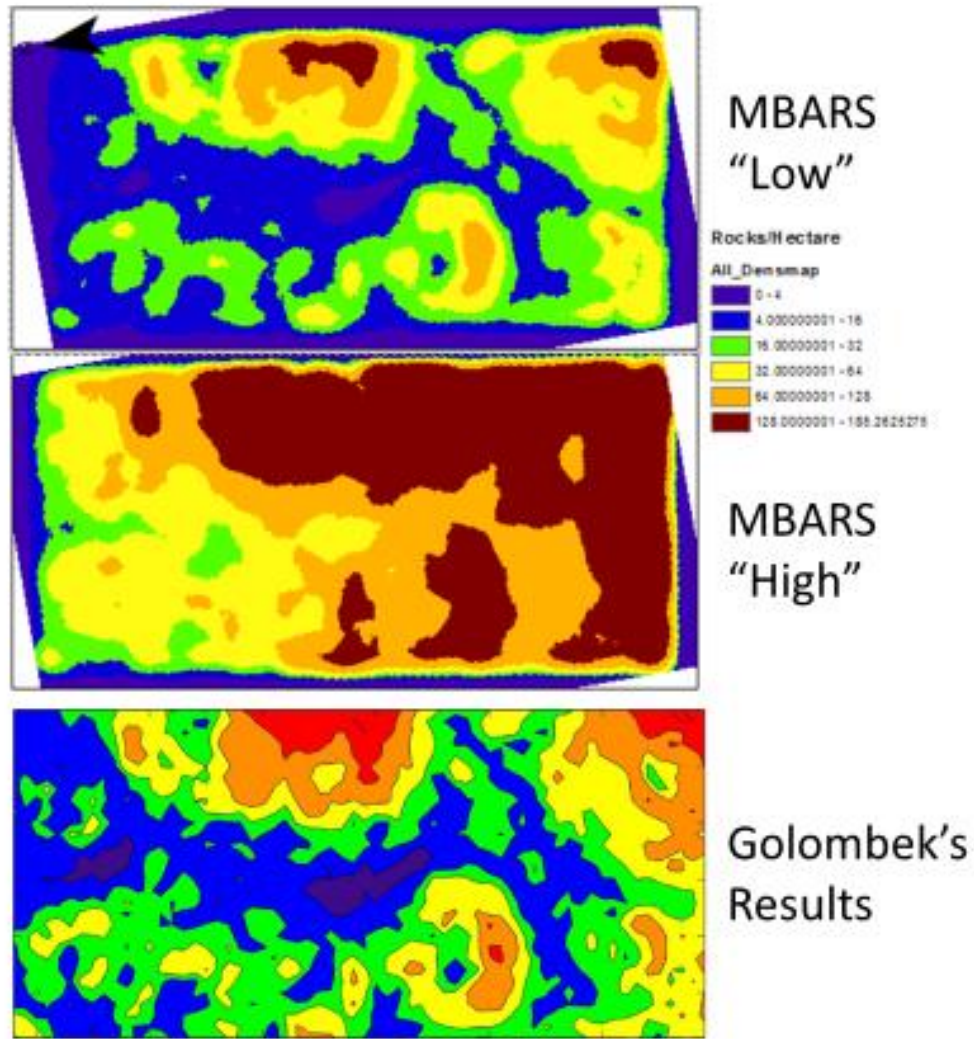 MBARS
“Low”
Rocks/Hectare
All_Densmap
0 - 4
4.000000001 - 16
16.00000001 - 32
32.00000001 - 64
64.00000001 - 128
MBARS
“High”
Golombek’s
Results